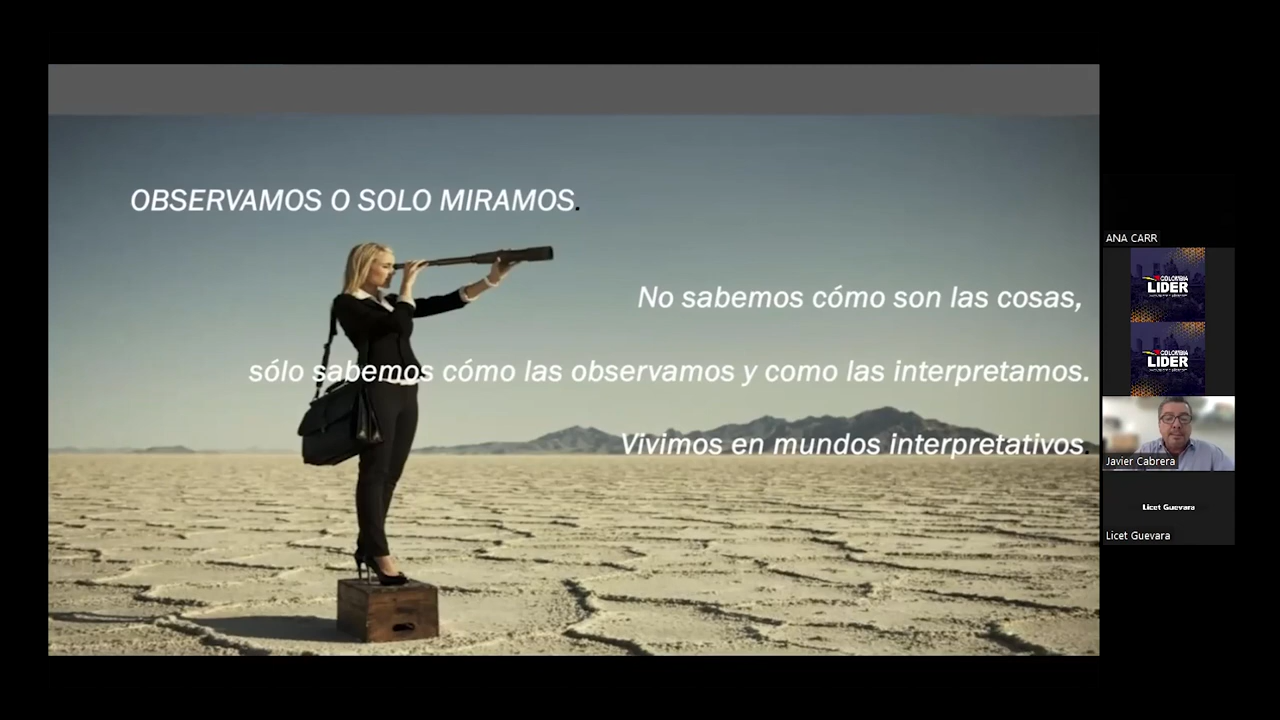 OBSERVAMOS O SOLO MIRAMOS.
No sabemos cómo son las cosas,
sólo sabemos cómo las observamos y como las interpretamos.
Vivimos en mundos interpretativos.
ANA CARR
COLOMBIA
LIDER
COLOMBIA
LIDER
Javier Cabrera
Licet Guevara
Licet Guevara